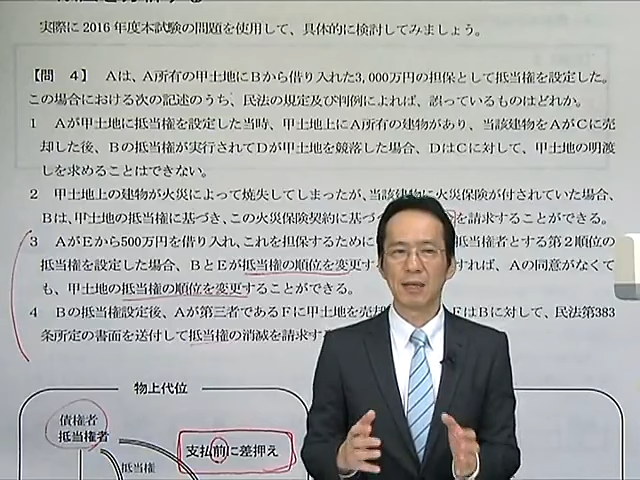 実際に2016年度本試験の問題を使用して、具体的に検討してみましょう。
【問 4】 Aは、A所有の甲土地にBから借り入れた3,000万円の担保として抵当権を設定した。
この場合における次の記述のうち、民法の規定及び判例によれば、誤っているものはどれか。
1 Aが甲土地に抵当権を設定した当時、甲土地上にA所有の建物があり、当該建物をAがCに売
却した後、Bの抵当権が実行されてDが甲土地を競落した場合、DはCに対して、甲土地の明渡
しを求めることはできない。
2 甲土地上の建物が火災によって焼失してしまったが、当該建物に火災保険が付されていた場合、
Bは、甲土地の抵当権に基づき、この火災保険契約に基づ を請求することができる。
3 AがEから500万円を借り入れ、これを担保するために 抵当権者とする第2順位の
抵当権を設定した場合、BとEが抵当権の順位を変更す すれば、Aの同意がなくて
も、甲土地の抵当権の順位を変更することができる。
4 Bの抵当権設定後、Aが第三者であるFに甲土地を売却 FはBに対して、民法第383
条所定の書面を送付して抵当権の消滅を請求す
物上代位
債権者
抵当権者
抵当権
支払前に差押え